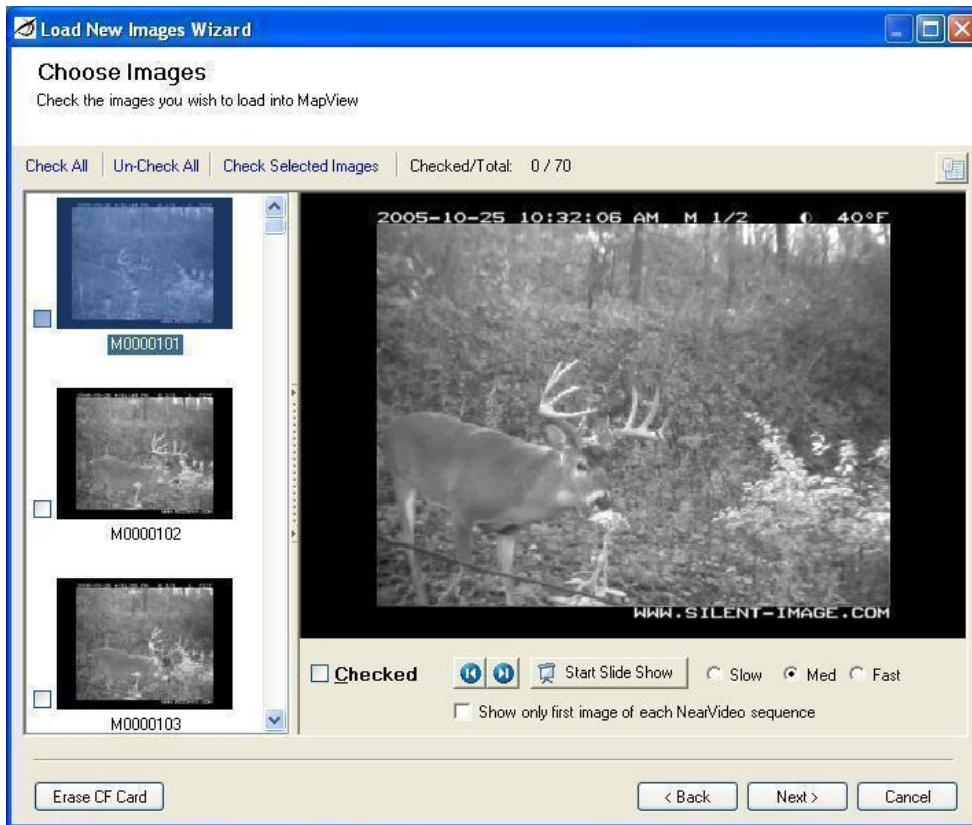 Load New Images Wizard
Choose Images
Check the images you wish to load into MapView
Check All Un-Check All Check Selected Images Checked/Total: 0 / 70
M0000101
M0000102
M0000103
2005-10-25 10:32:06 AM M 1/2 40°F
WWW.SILENT-IMAGE.COM
Checked Start Slide Show Slow Med Fast
Show only first image of each NearVideo sequence
Erase CF Card < Back Next > Cancel